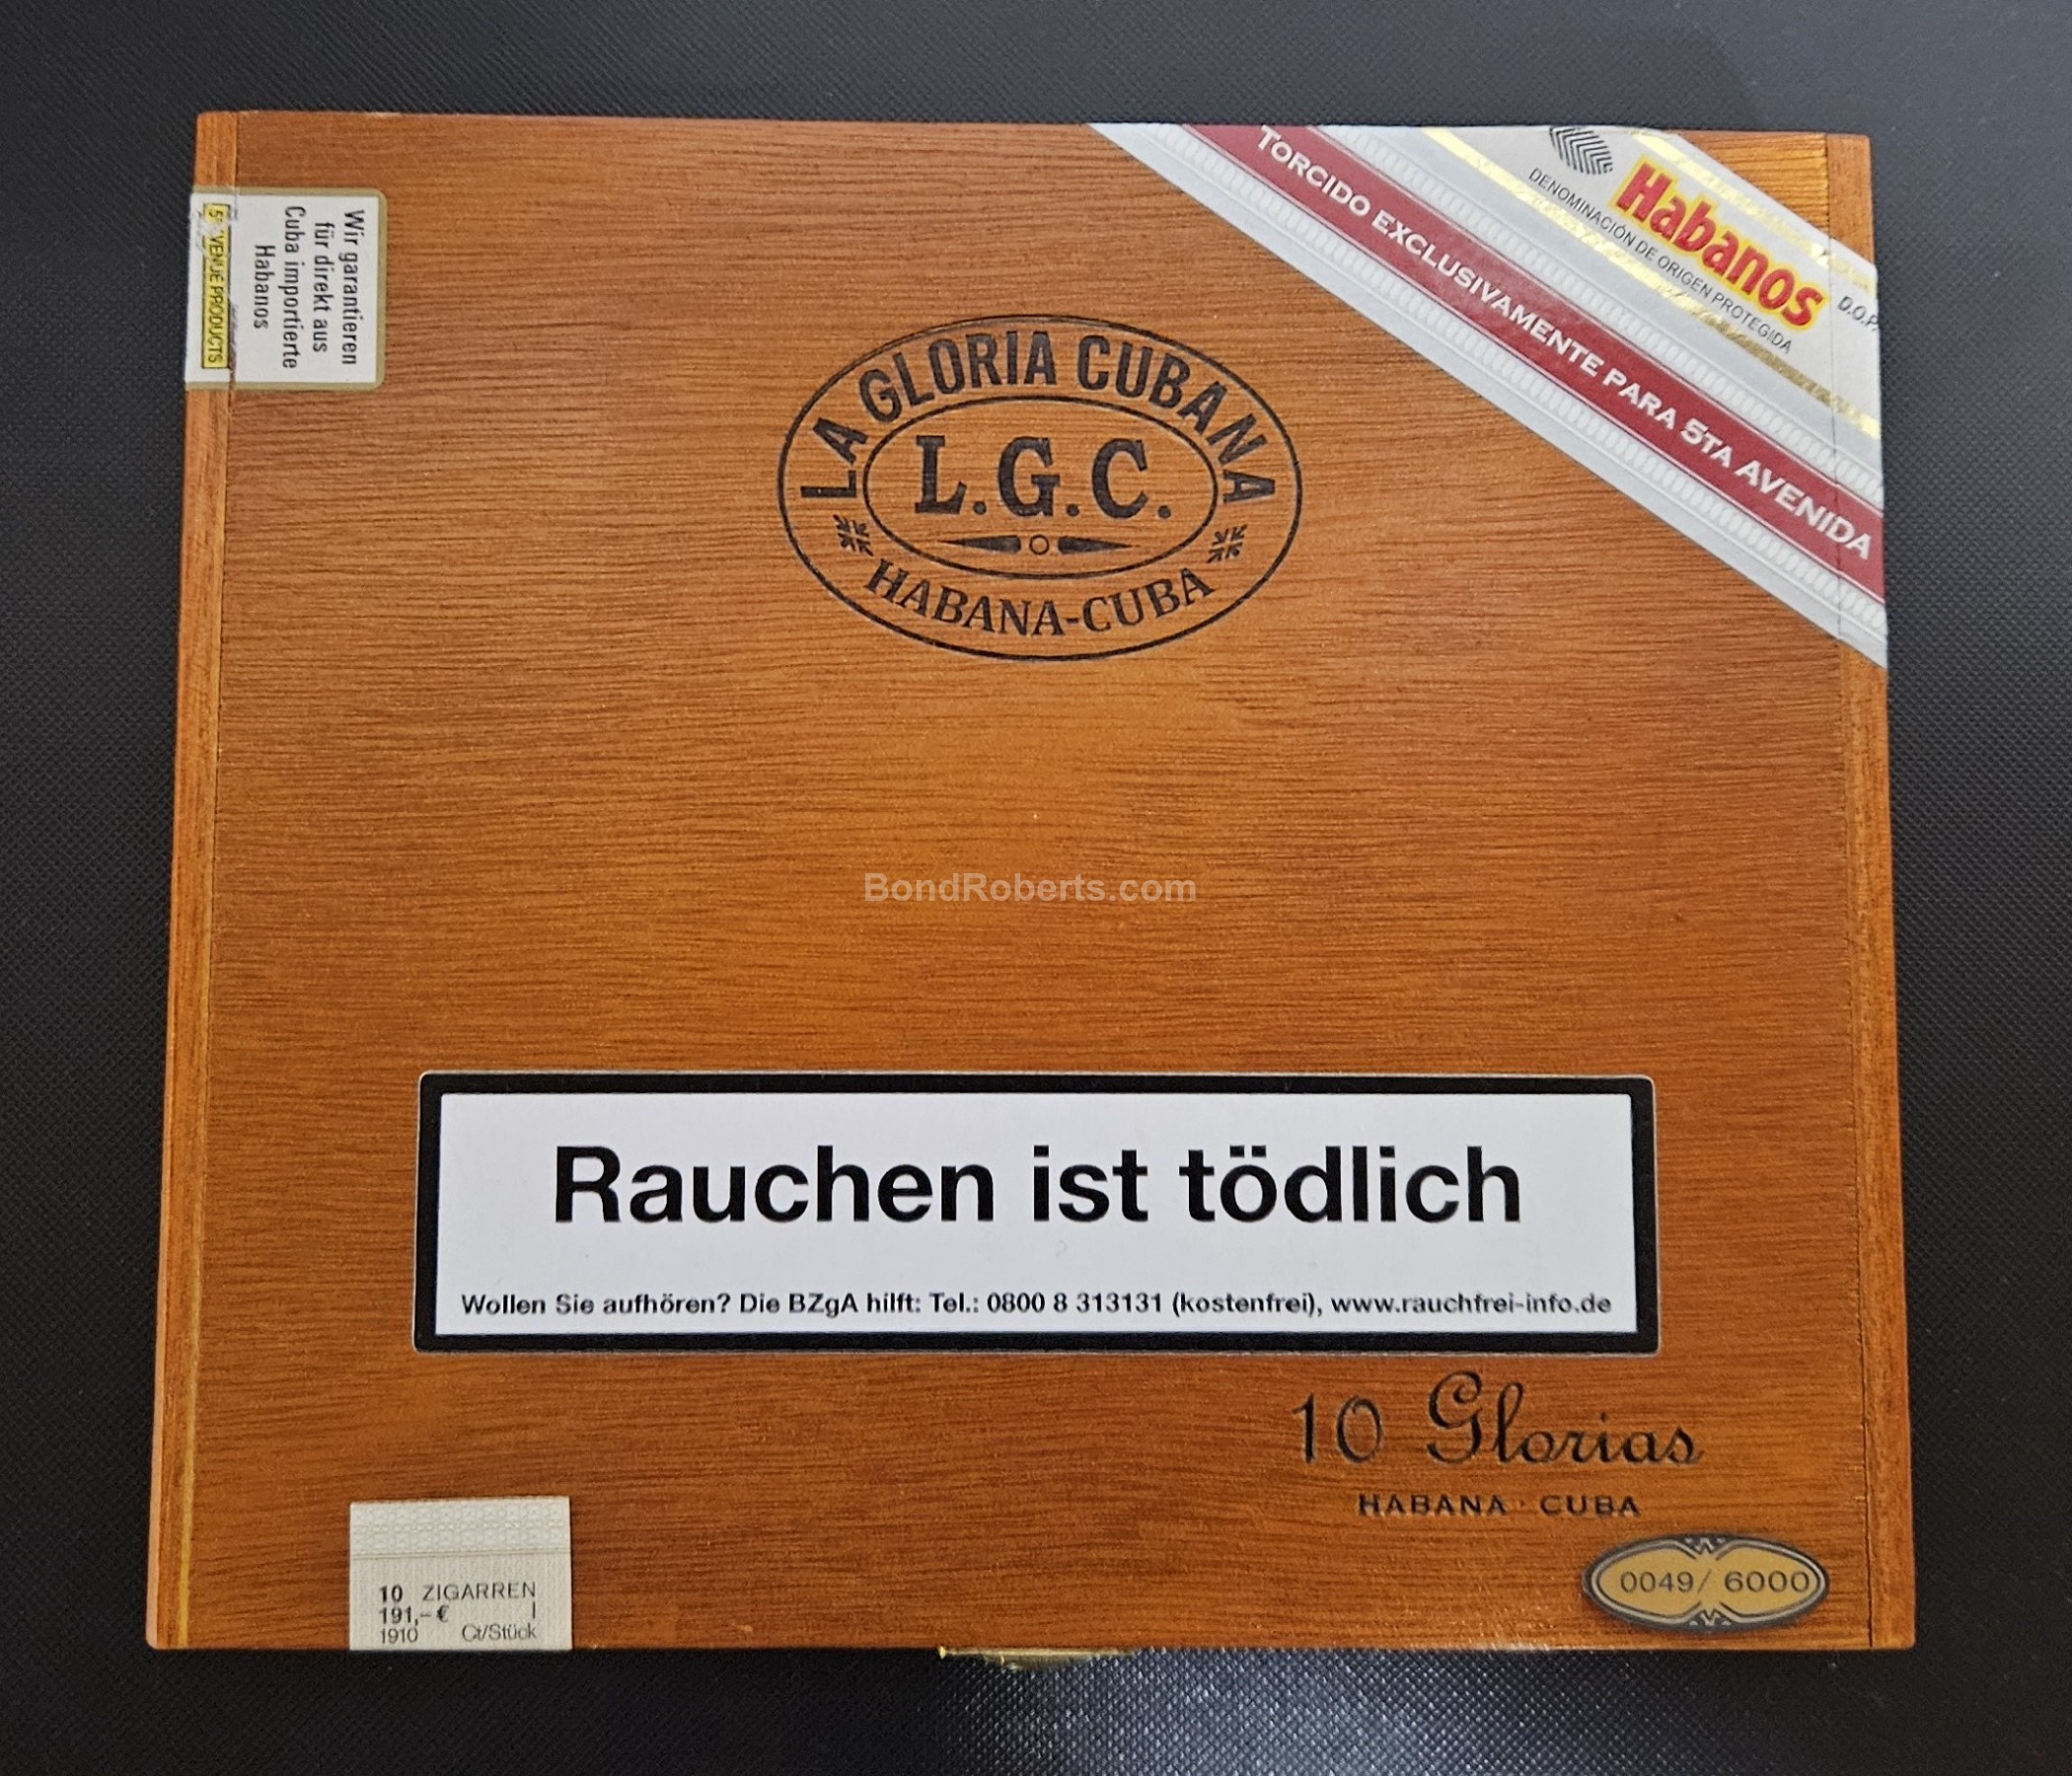 Habanos
DENOMINACIÓN DE ORIGEN PROTEGIDA
D.O.P.
TORCIDO EXCLUSIVAMENTE PARA 5TA AVENIDA
Wir garantieren
für direkt aus
Cuba importierte
Habanos
VENUE PRODUCTS
LA GLORIA CUBANA
L.G.C.
HABANA-CUBA
BondRoberts.com
Rauchen ist tödlich
Wollen Sie aufhören? Die BZgA hilft: Tel.: 0800 8 313131 (kostenfrei), www.rauchfrei-info.de
10 Glorias
HABANA · CUBA
0049/ 6000
10 ZIGARREN
191,-€ I
1910 Ct/Stück